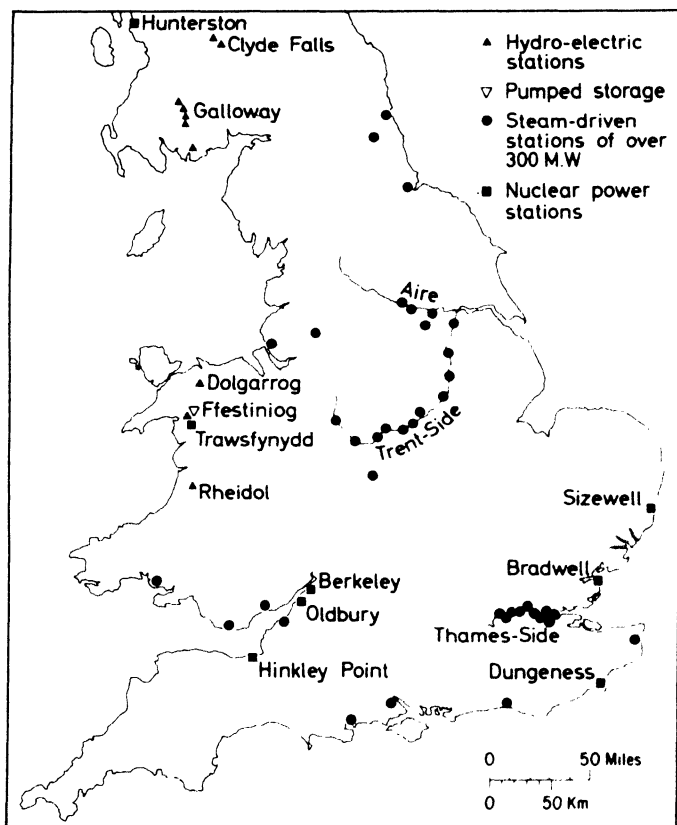 Hunterston
Clyde Falls
Galloway
Hydro-electric
stations
Pumped storage
Steam-driven
stations of over
300 M.W
Nuclear power
stations
Aire
Dolgarrog
Ffestiniog
Trawsfynydd
Trent-Side
Rheidol
Sizewell
Bradwell
Berkeley
Oldbury
Thames-Side
Hinkley Point
Dungeness
0 50 Miles
0 50 Km